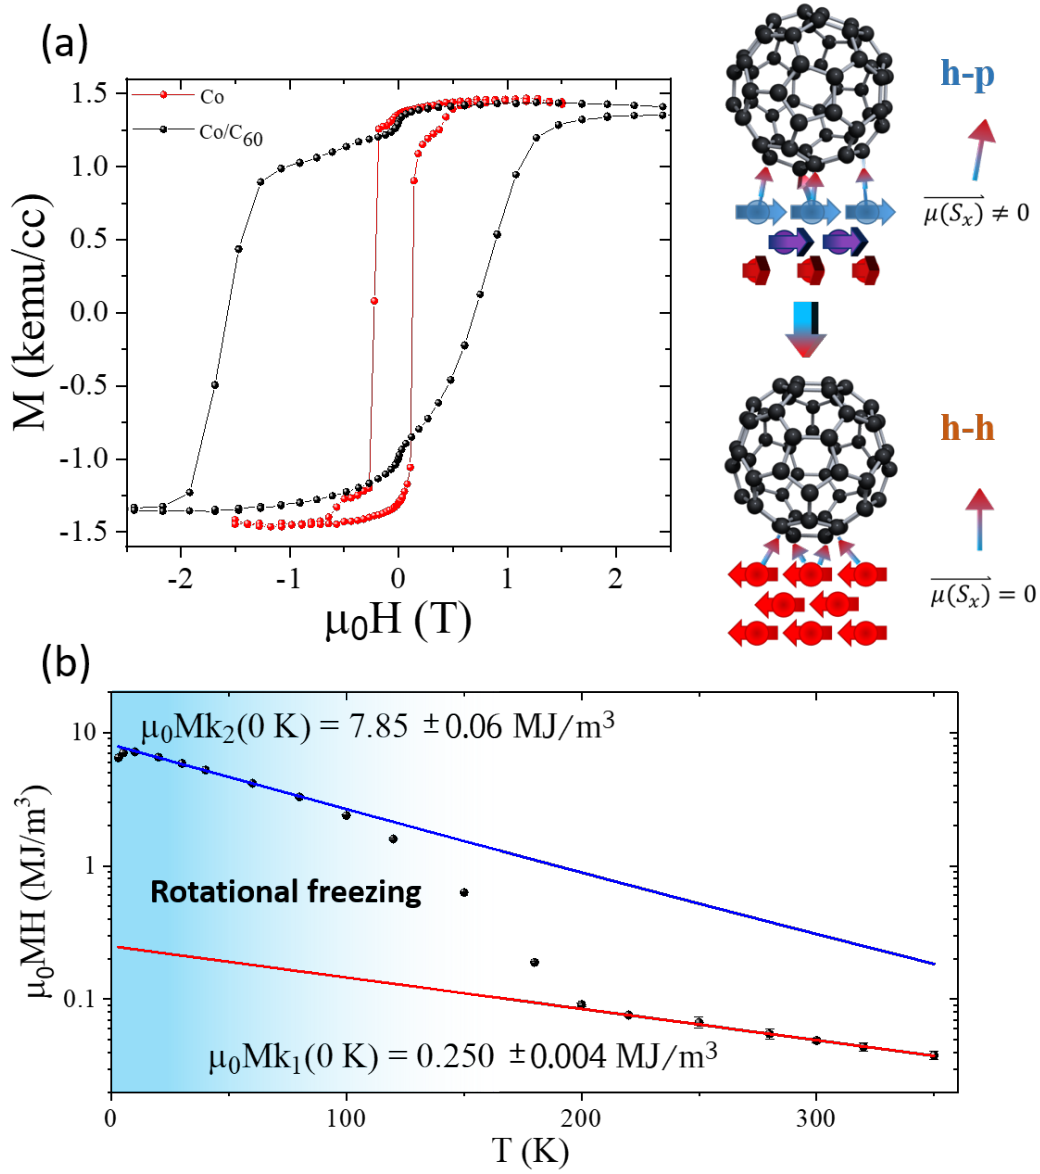 (a)
Co
Co/C₆₀
1.5
1.0
0.5
0.0
-0.5
-1.0
-1.5
M (kemu/cc)
-2
-1
0
1
2
μ₀H (T)
h-p
μ(Sₓ) ≠ 0
h-h
μ(Sₓ) = 0
(b)
μ₀Mk₂(0 K) = 7.85 ±0.06 MJ/m³
10
1
0.1
μ₀MH (MJ/m³)
Rotational freezing
μ₀Mk₁(0 K) = 0.250 ±0.004 MJ/m³
0
100
200
300
T (K)